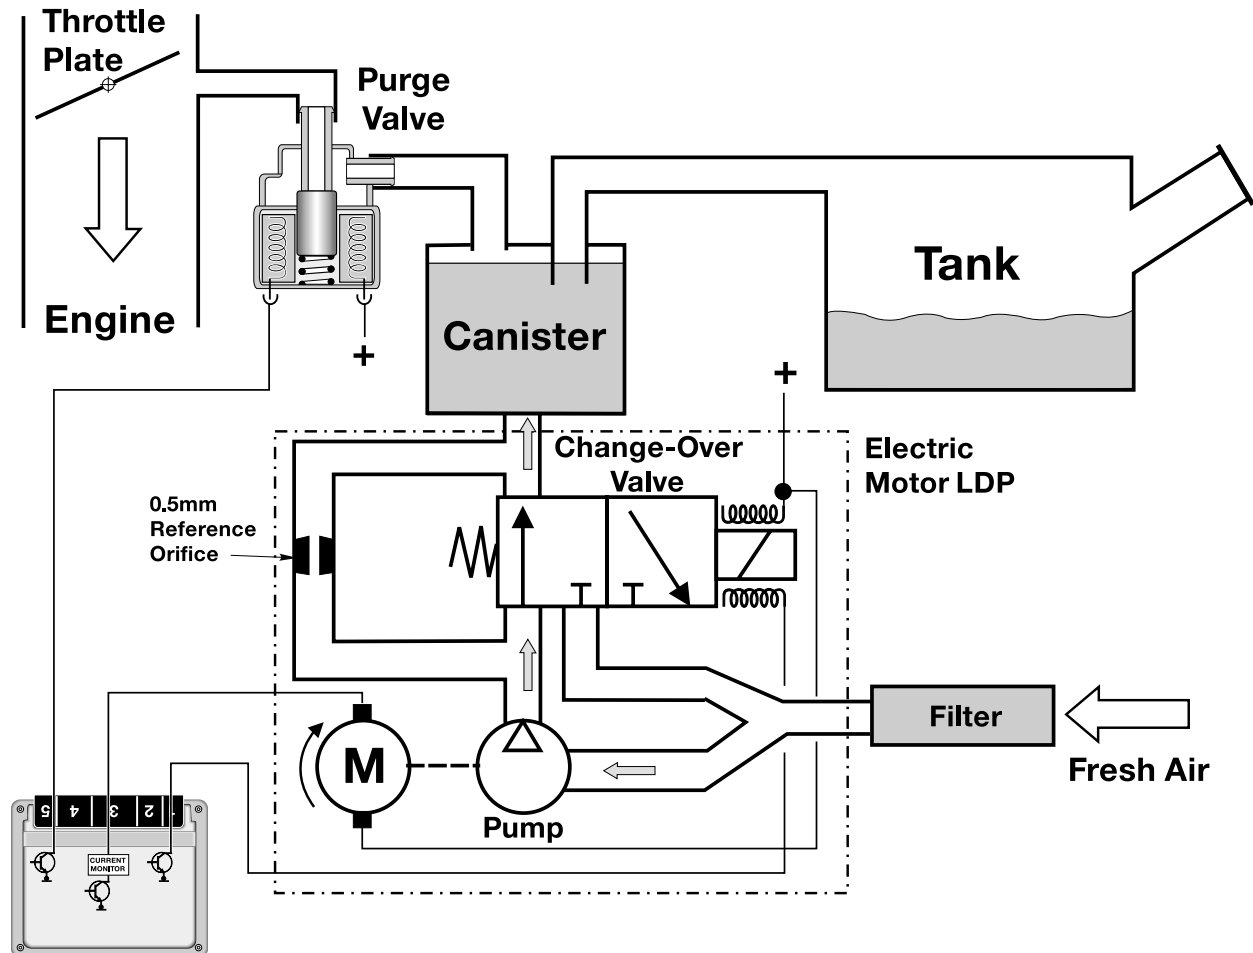 Throttle
Plate
Purge
Valve
Engine
+
Canister
Tank
+
Change-Over
Valve
Electric
Motor LDP
0.5mm
Reference
Orifice
M
Pump
Filter
Fresh Air
5 4 3 2 1
CURRENT
MONITOR